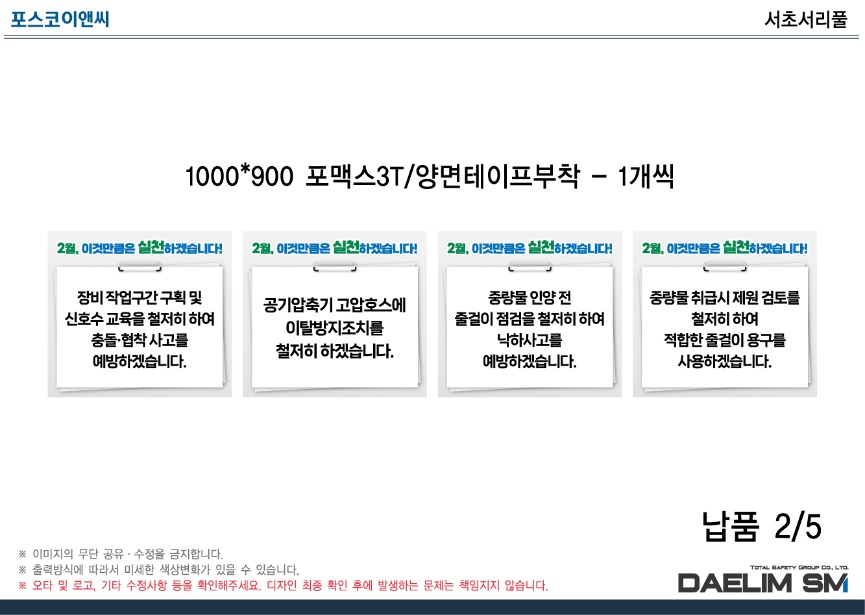 포스코이앤씨
서초서리풀
1000*900 포맥스3T/양면테이프부착 - 1개씩
2월, 이것만큼은 실천하겠습니다!
장비 작업구간 구획 및
신호수 교육을 철저히 하여
충돌·협착 사고를
예방하겠습니다.
2월, 이것만큼은 실천하겠습니다!
공기압축기 고압호스에
이탈방지조치를
철저히 하겠습니다.
2월, 이것만큼은 실천하겠습니다!
중량물 인양 전
줄걸이 점검을 철저히 하여
낙하사고를
예방하겠습니다.
2월, 이것만큼은 실천하겠습니다!
중량물 취급시 제원 검토를
철저히 하여
적합한 줄걸이 용구를
사용하겠습니다.
납품 2/5
※ 이미지의 무단 공유·수정을 금지합니다.
※ 출력방식에 따라서 미세한 색상변화가 있을 수 있습니다.
※ 오타 및 로고, 기타 수정사항 등을 확인해주세요. 디자인 최종 확인 후에 발생하는 문제는 책임지지 않습니다.
TOTAL SAFETY GROUP CO., LTD.
DAELIM SM